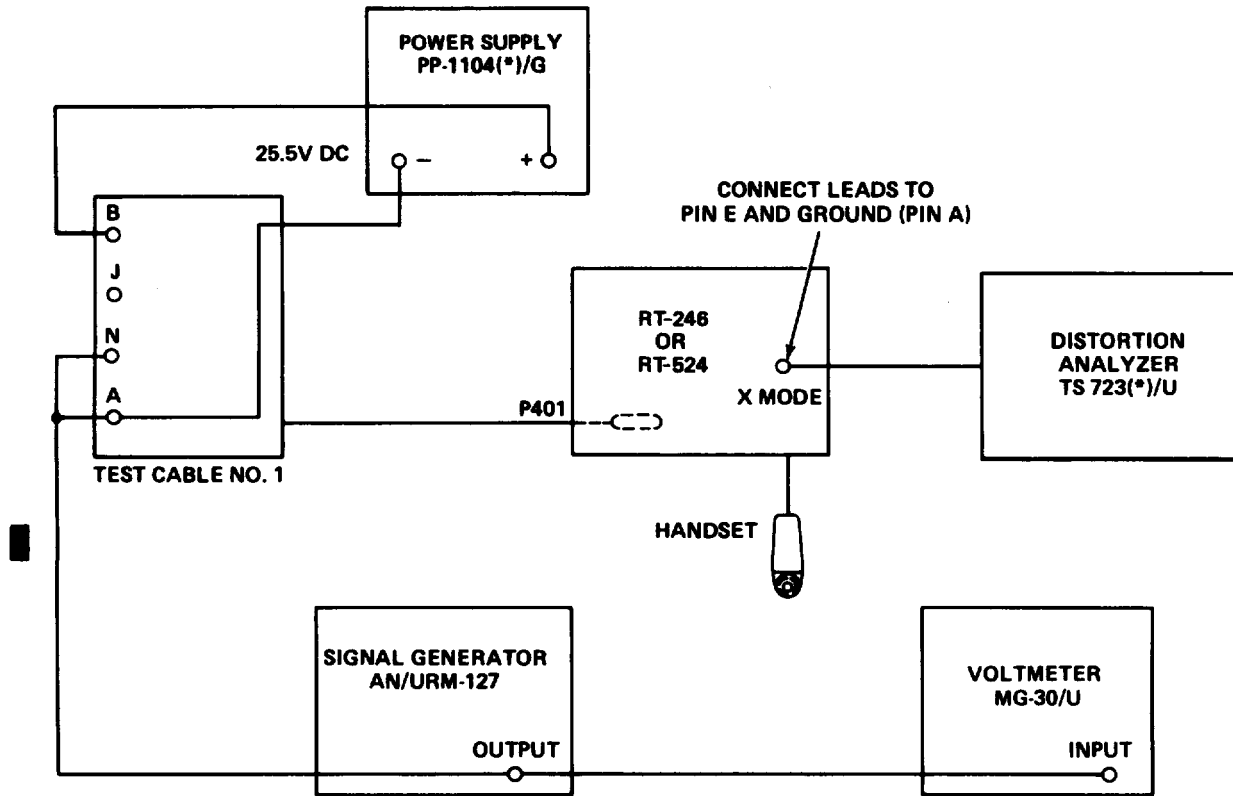 POWER SUPPLY
PP-1104(*)/G
25.5V DC
−
+
CONNECT LEADS TO
PIN E AND GROUND (PIN A)
B
J
N
A
TEST CABLE NO. 1
P401
RT-246
OR
RT-524
X MODE
DISTORTION
ANALYZER
TS 723(*)/U
HANDSET
SIGNAL GENERATOR
AN/URM-127
OUTPUT
VOLTMETER
MG-30/U
INPUT